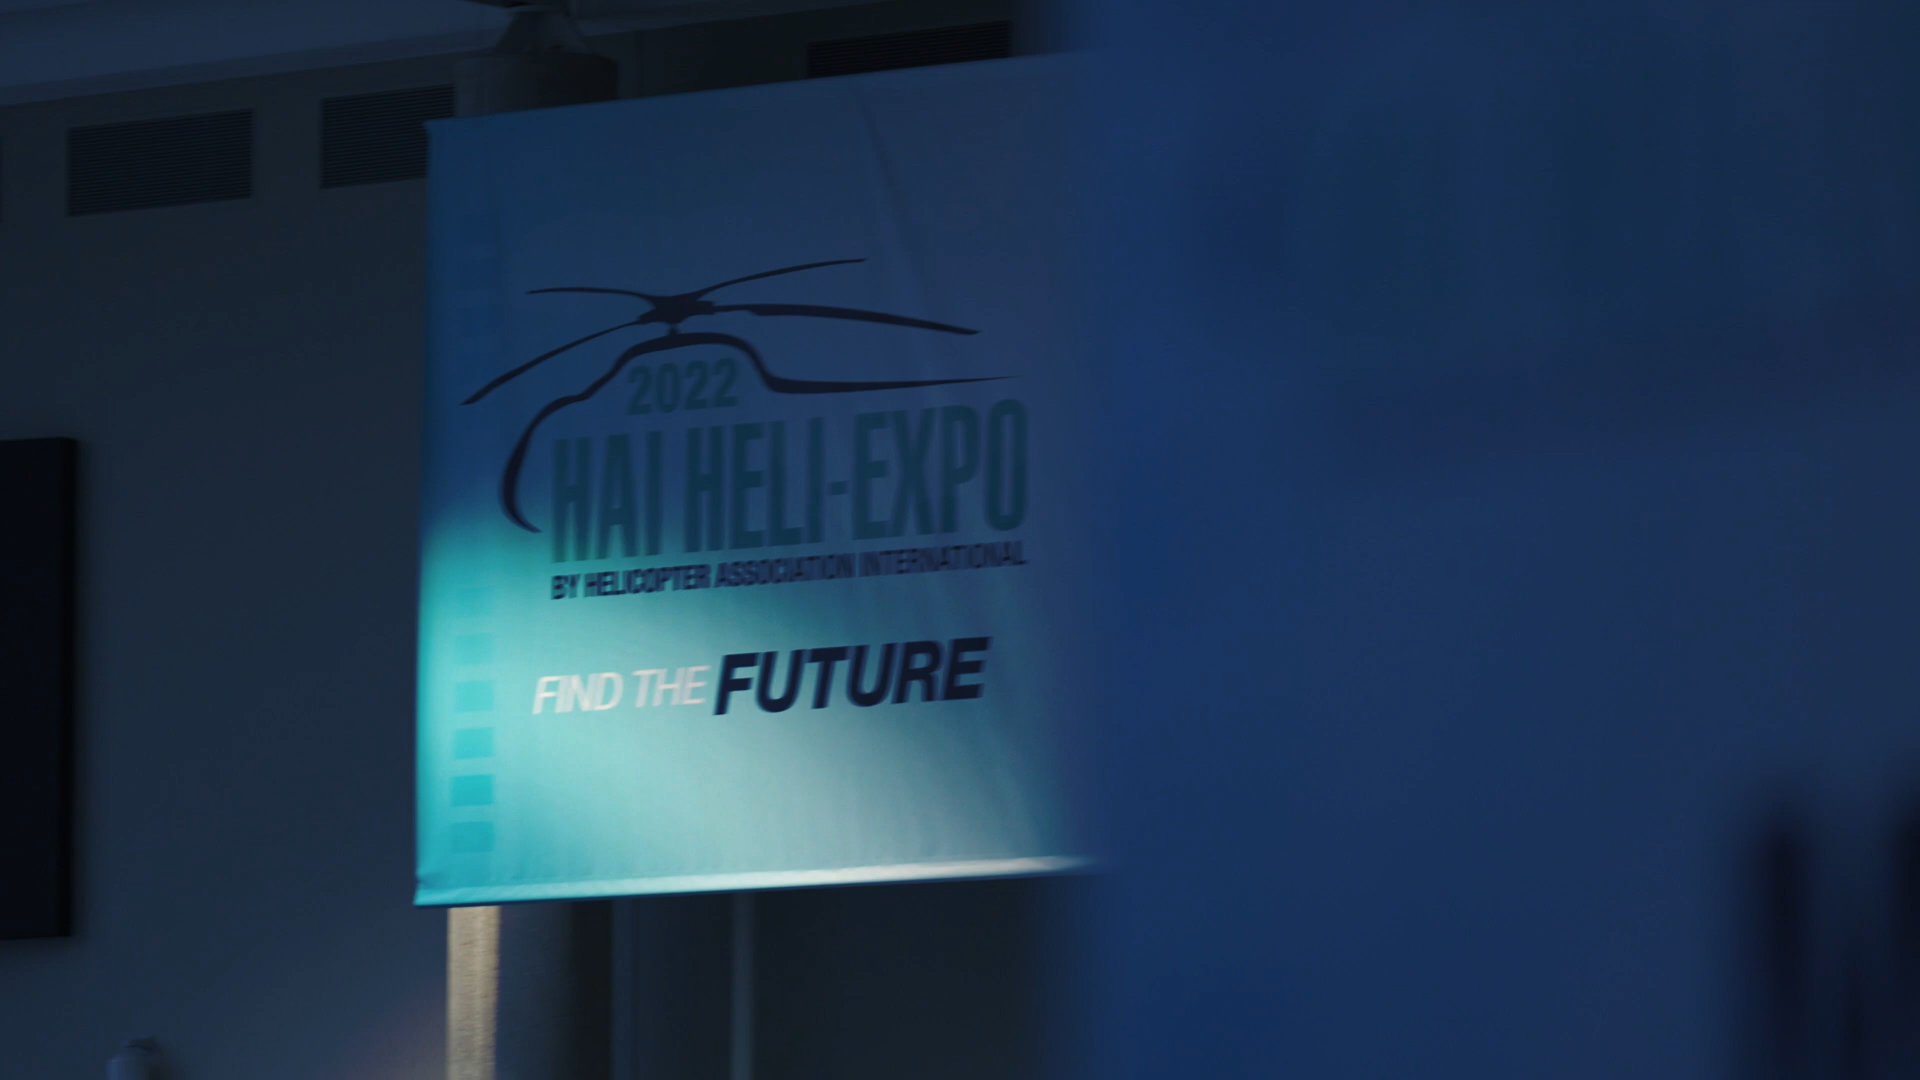 2022
HAI HELI-EXPO
BY HELICOPTER ASSOCIATION INTERNATIONAL
FIND THE FUTURE